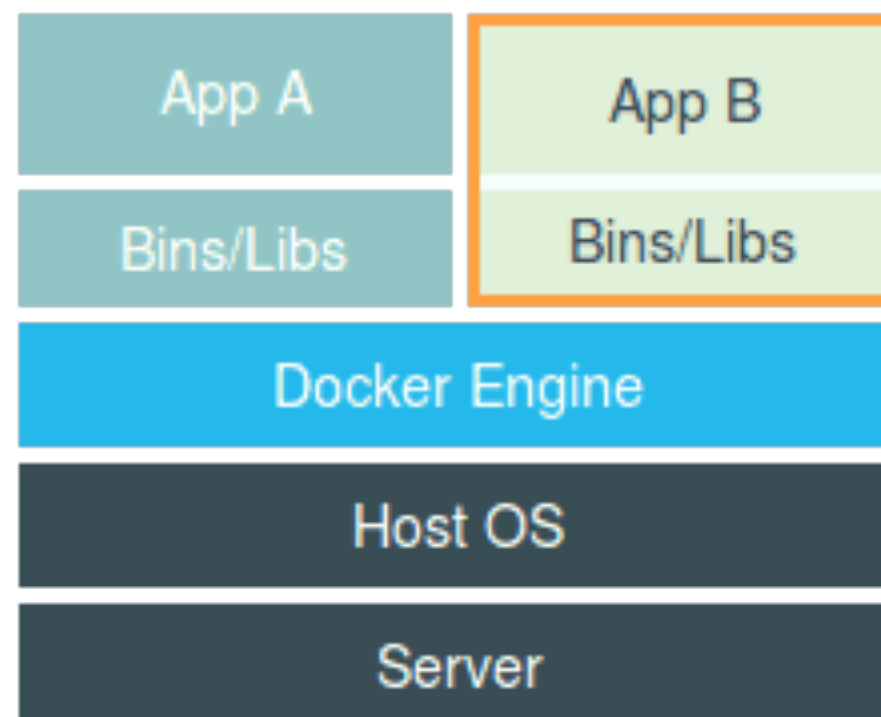 App A
App B
Bins/Libs
Bins/Libs
Docker Engine
Host OS
Server